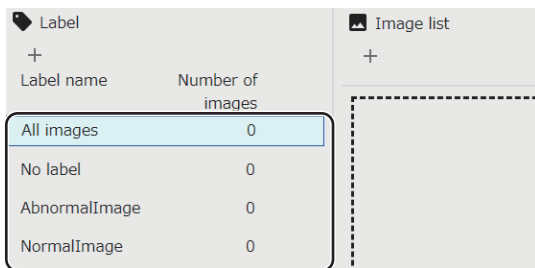 Label
Image list
+
+
Label name Number of
images
All images 0
No label 0
AbnormalImage 0
NormalImage 0